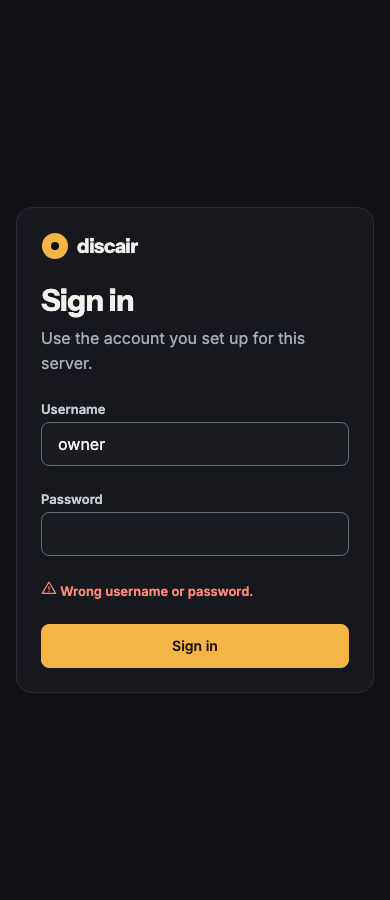 discair
Sign in
Use the account you set up for this
server.
Username
owner
Password
Wrong username or password.
Sign in